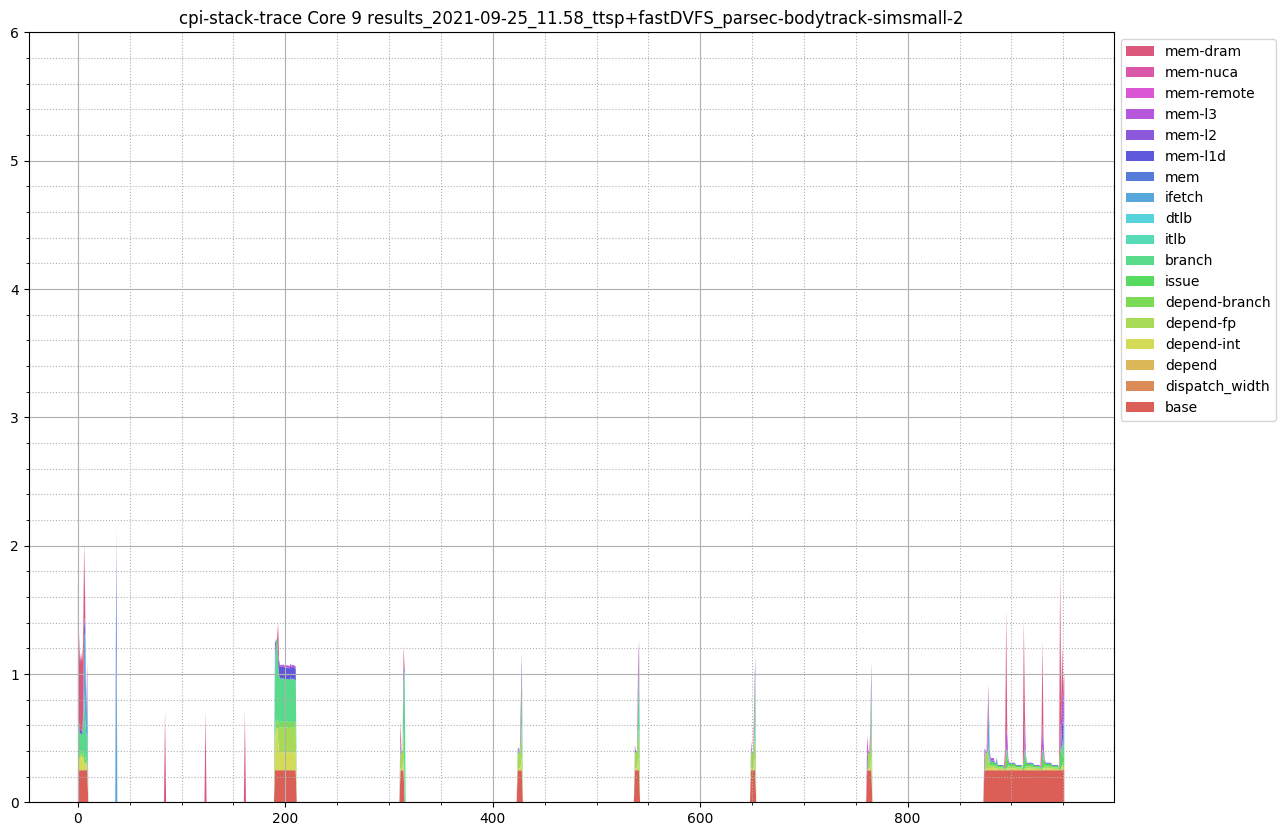 cpi-stack-trace Core 9 results_2021-09-25_11.58_ttsp+fastDVFS_parsec-bodytrack-simsmall-2
6
5
4
3
2
1
0
0 200 400 600 800
mem-dram
mem-nuca
mem-remote
mem-l3
mem-l2
mem-l1d
mem
ifetch
dtlb
itlb
branch
issue
depend-branch
depend-fp
depend-int
depend
dispatch_width
base